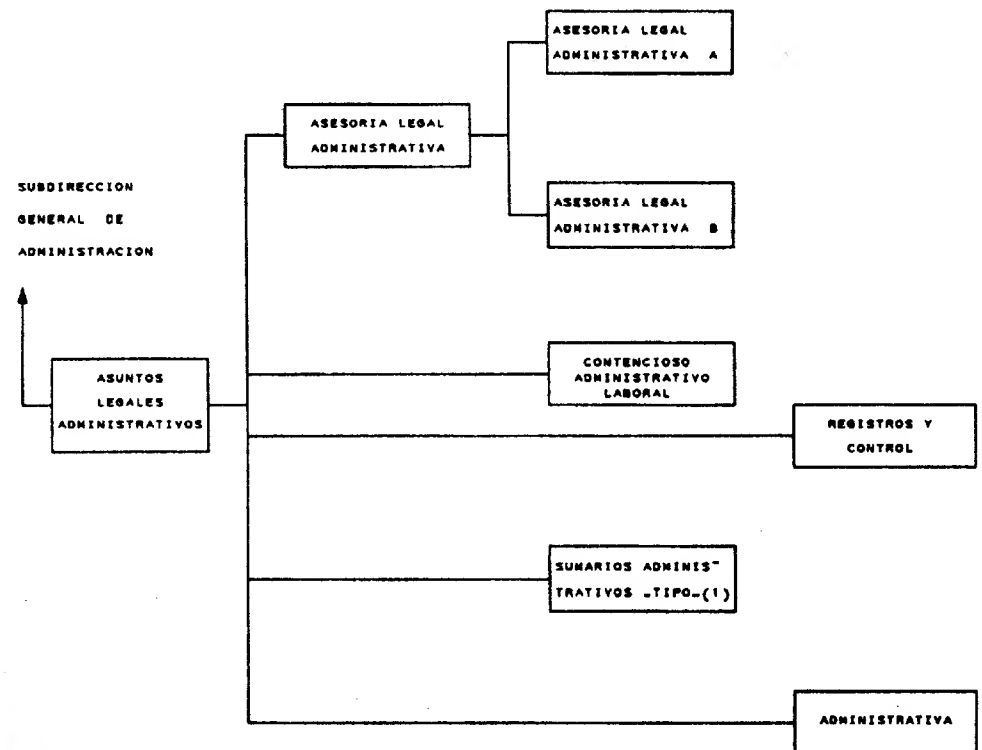 ASESORIA LEGAL
ADMINISTRATIVA A
ASESORIA LEGAL
ADMINISTRATIVA
SUBDIRECCION
GENERAL DE
ADMINISTRACION
ASESORIA LEGAL
ADMINISTRATIVA B
ASUNTOS
LEGALES
ADMINISTRATIVOS
CONTENCIOSO
ADMINISTRATIVO
LABORAL
REGISTROS Y
CONTROL
SUMARIOS ADMINIS-
TRATIVOS -TIPO-(1)
ADMINISTRATIVA